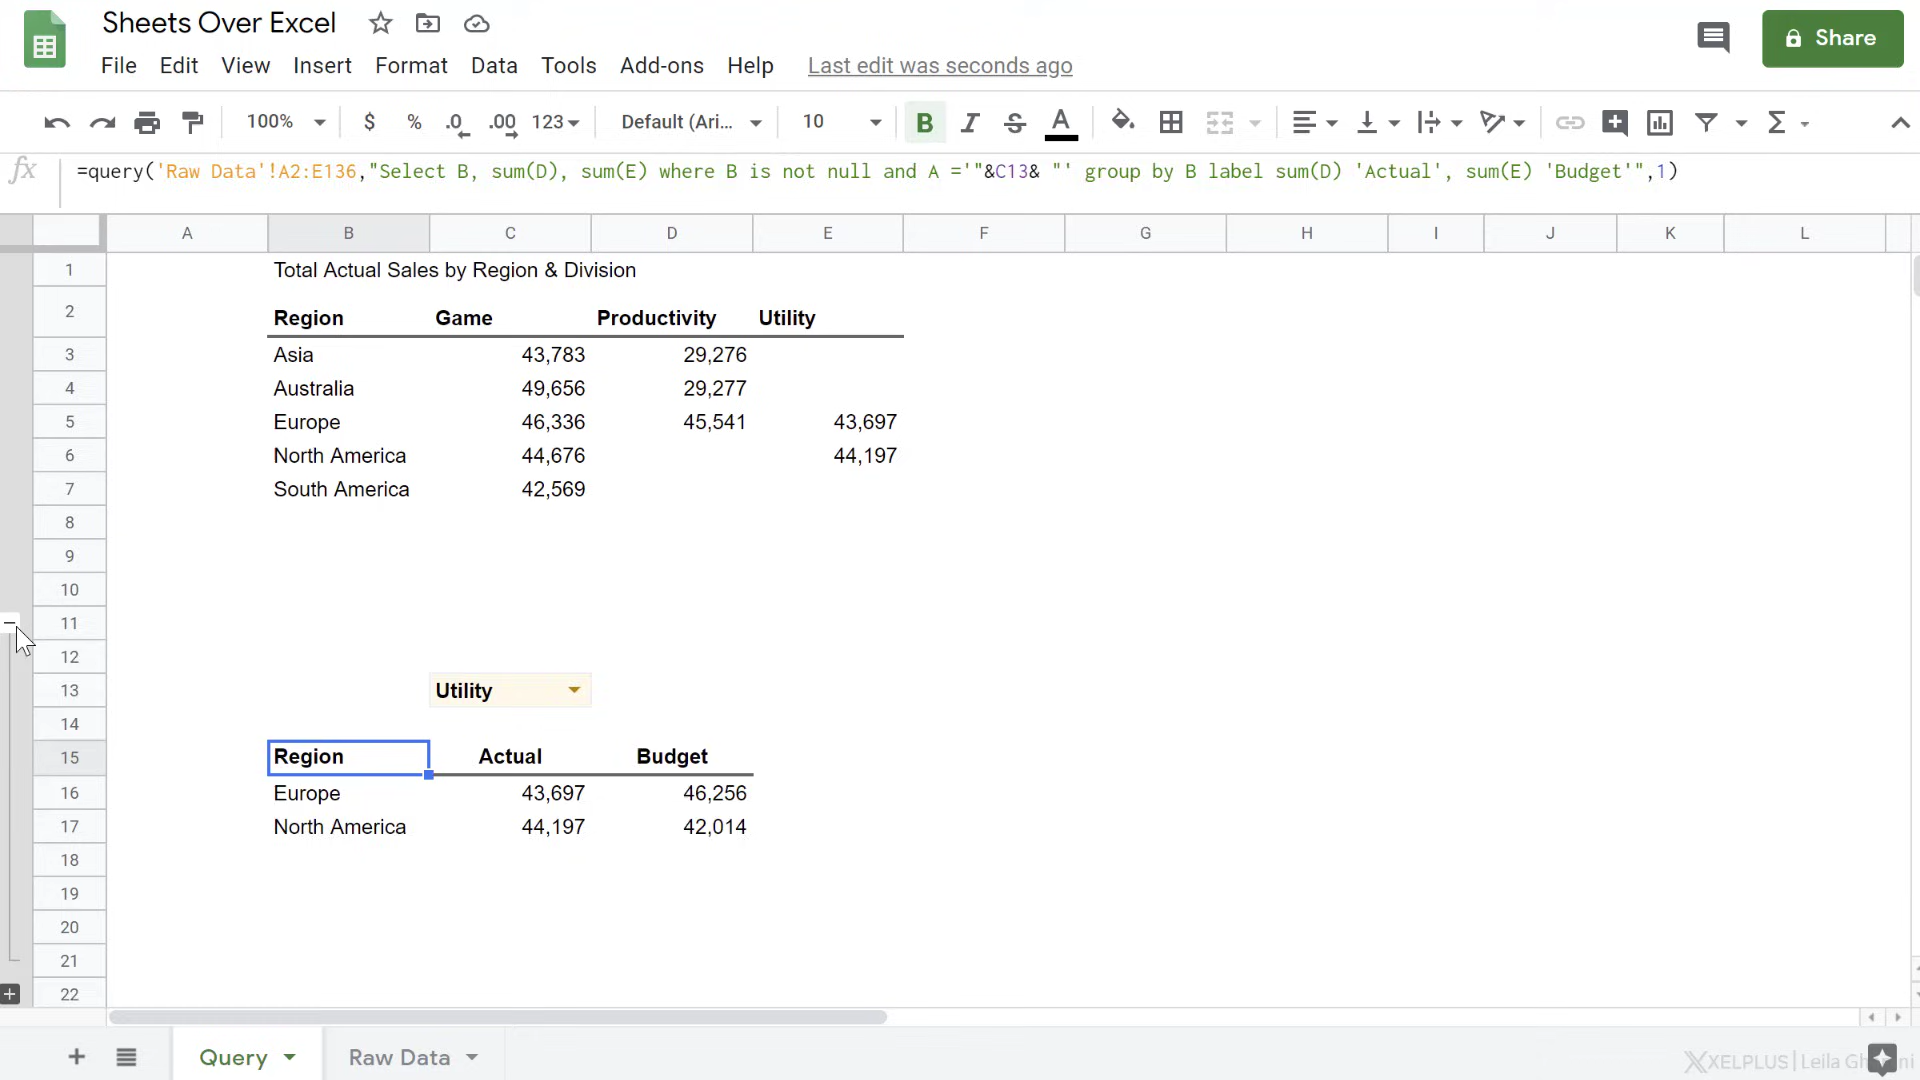 Sheets Over Excel
File Edit View Insert Format Data Tools Add-ons Help Last edit was seconds ago
Share
100% $ % .0 .00 123 Default (Ari... 10 B I S A Σ
fx =query('Raw Data'!A2:E136,"Select B, sum(D), sum(E) where B is not null and A ='"&C13& "' group by B label sum(D) 'Actual', sum(E) 'Budget'",1)
A B C D E F G H I J K L
1 Total Actual Sales by Region & Division
2 Region Game Productivity Utility
3 Asia 43,783 29,276
4 Australia 49,656 29,277
5 Europe 46,336 45,541 43,697
6 North America 44,676 44,197
7 South America 42,569
8
9
10
11
12
13 Utility
14
15 Region Actual Budget
16 Europe 43,697 46,256
17 North America 44,197 42,014
18
19
20
21
22
Query Raw Data
XELPLUS | Leila